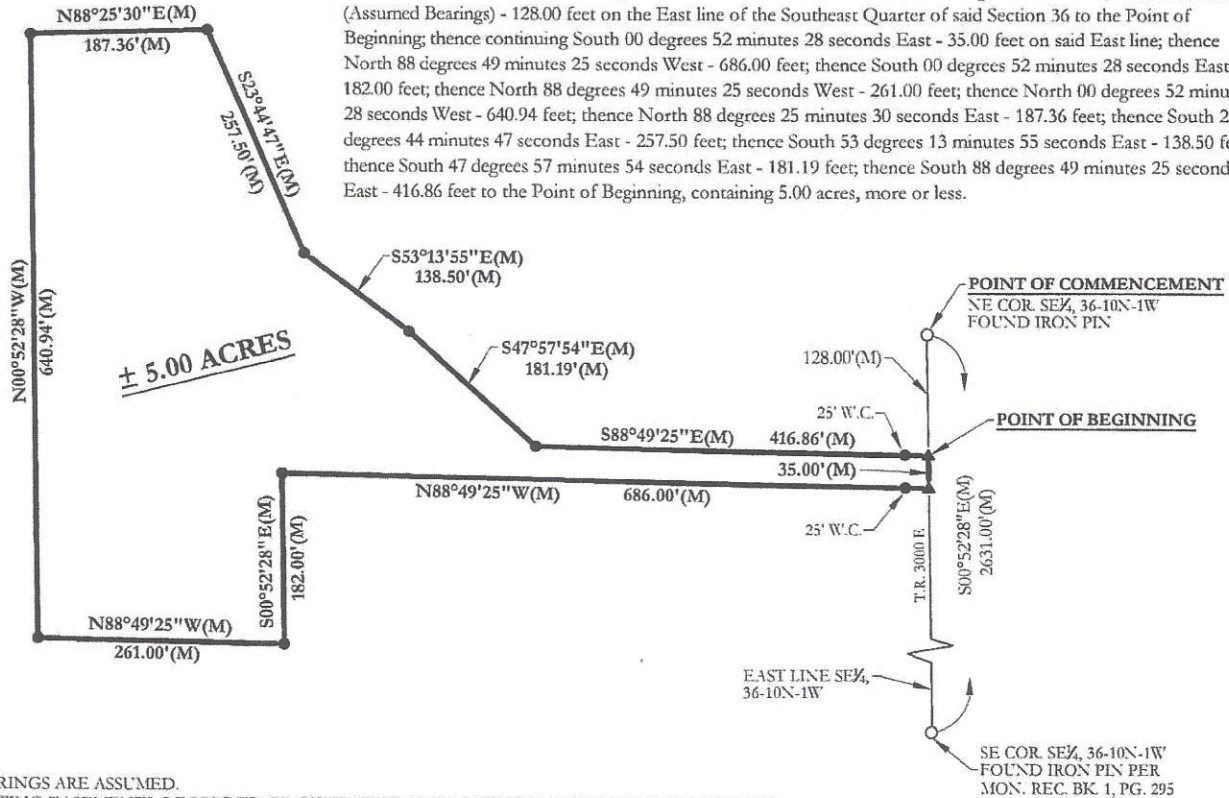 (Assumed Bearings) - 128.00 feet on the East line of the Southeast Quarter of said Section 36 to the Point of
Beginning; thence continuing South 00 degrees 52 minutes 28 seconds East - 35.00 feet on said East line; thence
North 88 degrees 49 minutes 25 seconds West - 686.00 feet; thence South 00 degrees 52 minutes 28 seconds East
182.00 feet; thence North 88 degrees 49 minutes 25 seconds West - 261.00 feet; thence North 00 degrees 52 minu
28 seconds West - 640.94 feet; thence North 88 degrees 25 minutes 30 seconds East - 187.36 feet; thence South 2
degrees 44 minutes 47 seconds East - 257.50 feet; thence South 53 degrees 13 minutes 55 seconds East - 138.50 fe
thence South 47 degrees 57 minutes 54 seconds East - 181.19 feet; thence South 88 degrees 49 minutes 25 second
East - 416.86 feet to the Point of Beginning, containing 5.00 acres, more or less.
N88°25'30"E(M)
187.36'(M)
S23°44'47"E(M)
257.50'(M)
S53°13'55"E(M)
138.50'(M)
N00°52'28"W(M)
640.94'(M)
± 5.00 ACRES
S47°57'54"E(M)
181.19'(M)
POINT OF COMMENCEMENT
NE COR. SE¼, 36-10N-1W
FOUND IRON PIN
128.00'(M)
25' W.C.
POINT OF BEGINNING
S88°49'25"E(M) 416.86'(M)
35.00'(M)
N88°49'25"W(M) 686.00'(M)
25' W.C.
S00°52'28"E(M)
182.00'(M)
T.R. 3000 E.
S00°52'28"E(M)
2631.00'(M)
N88°49'25"W(M)
261.00'(M)
EAST LINE SE¼,
36-10N-1W
SE COR. SE¼, 36-10N-1W
FOUND IRON PIN PER
MON. REC. BK. 1, PG. 295
RINGS ARE ASSUMED.